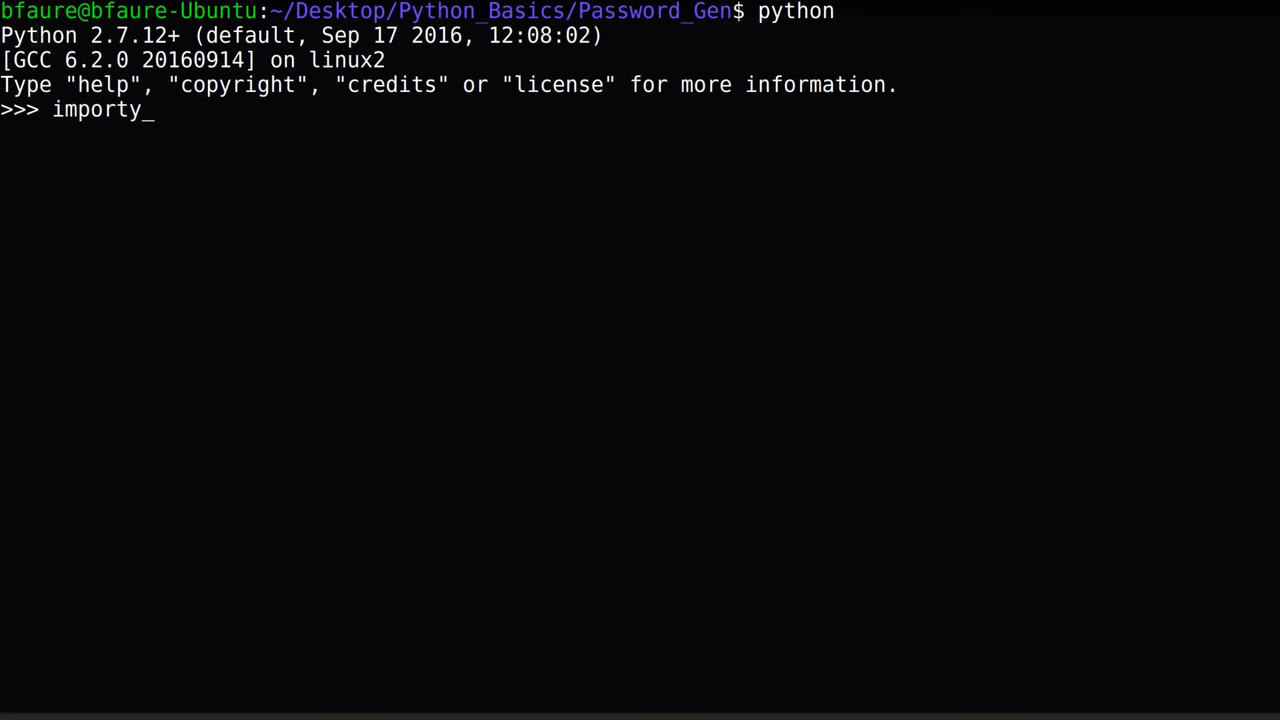 bfaure@bfaure-Ubuntu:~/Desktop/Python_Basics/Password_Gen$ python
Python 2.7.12+ (default, Sep 17 2016, 12:08:02)
[GCC 6.2.0 20160914] on linux2
Type "help", "copyright", "credits" or "license" for more information.
>>> importy_